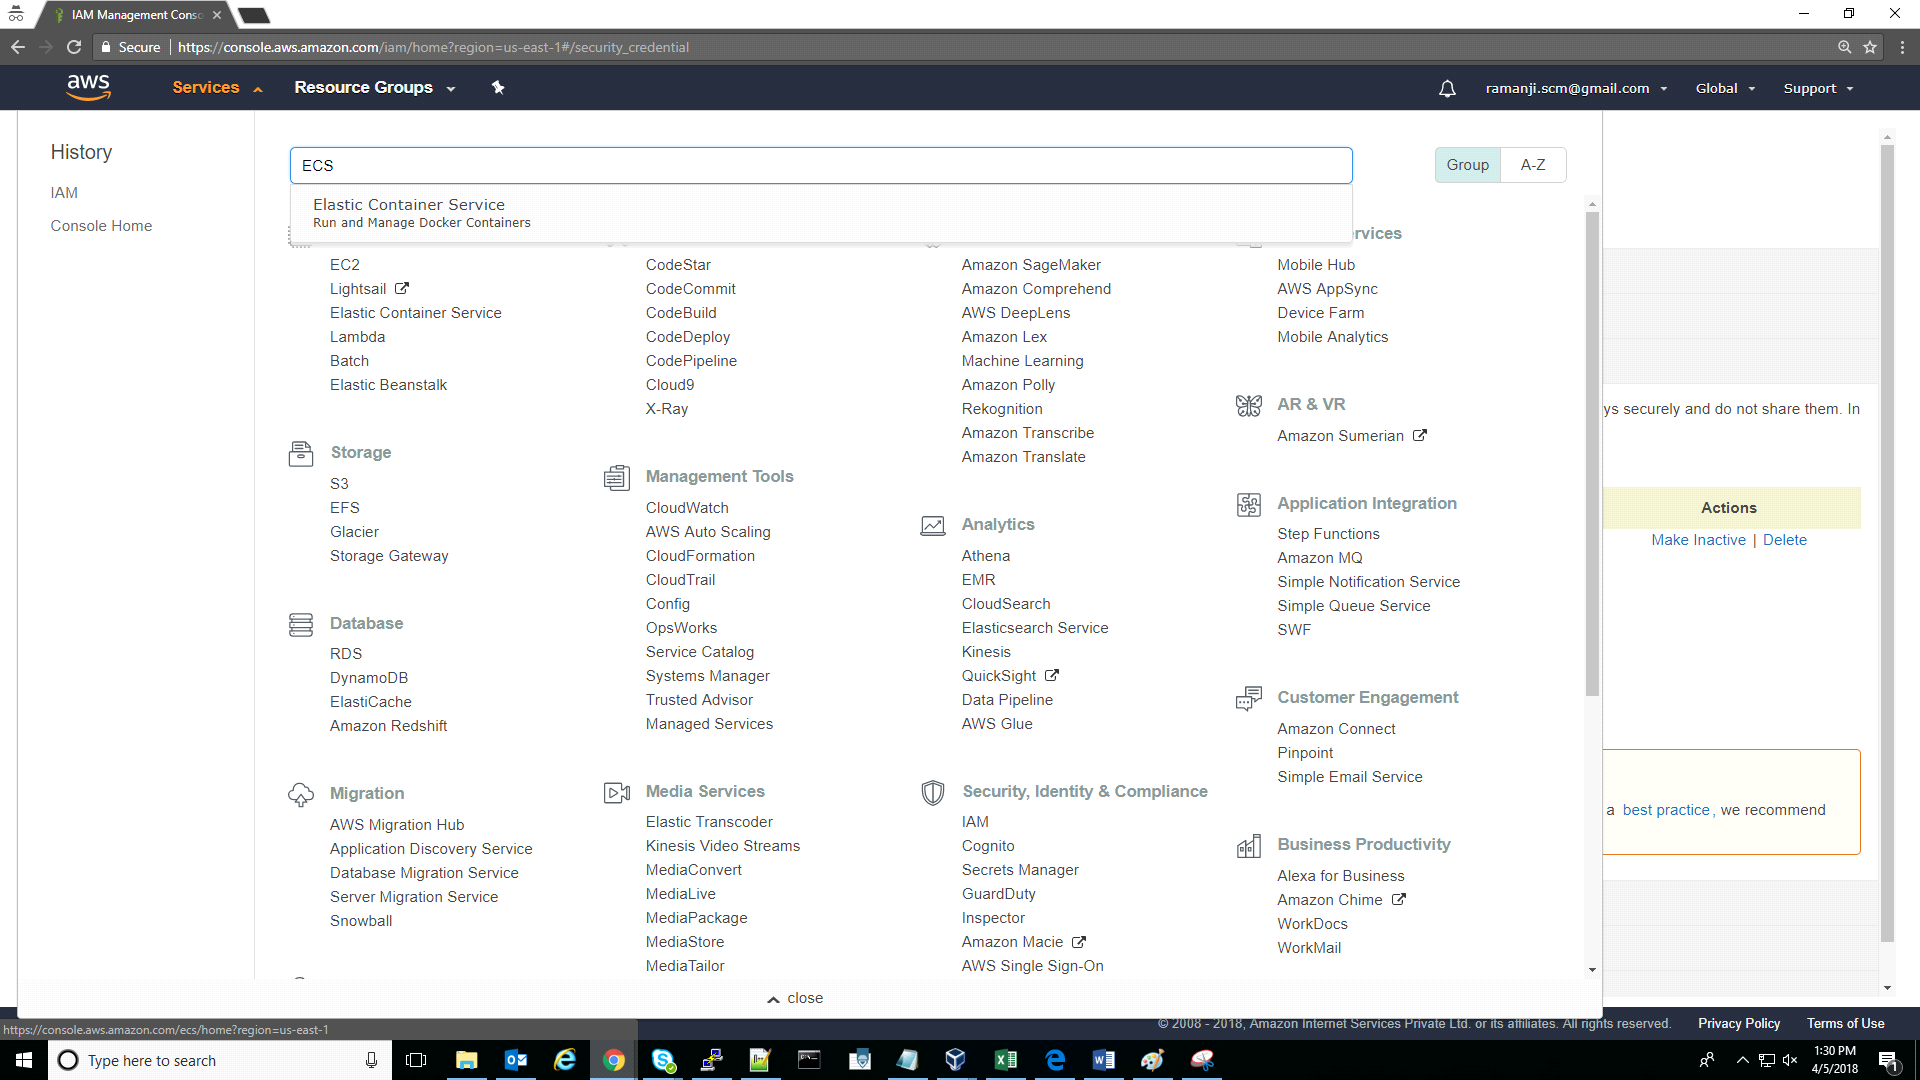 IAM Management Conso
Secure
https://console.aws.amazon.com/iam/home?region=us-east-1#/security_credential
aws
Services
Resource Groups
ramanji.scm@gmail.com
Global
Support
History
IAM
Console Home
ECS
Group
A-Z
Elastic Container Service
Run and Manage Docker Containers
EC2
Lightsail
Elastic Container Service
Lambda
Batch
Elastic Beanstalk
Storage
S3
EFS
Glacier
Storage Gateway
Database
RDS
DynamoDB
ElastiCache
Amazon Redshift
Migration
AWS Migration Hub
Application Discovery Service
Database Migration Service
Server Migration Service
Snowball
CodeStar
CodeCommit
CodeBuild
CodeDeploy
CodePipeline
Cloud9
X-Ray
Management Tools
CloudWatch
AWS Auto Scaling
CloudFormation
CloudTrail
Config
OpsWorks
Service Catalog
Systems Manager
Trusted Advisor
Managed Services
Media Services
Elastic Transcoder
Kinesis Video Streams
MediaConvert
MediaLive
MediaPackage
MediaStore
MediaTailor
Amazon SageMaker
Amazon Comprehend
AWS DeepLens
Amazon Lex
Machine Learning
Amazon Polly
Rekognition
Amazon Transcribe
Amazon Translate
Analytics
Athena
EMR
CloudSearch
Elasticsearch Service
Kinesis
QuickSight
Data Pipeline
AWS Glue
Security, Identity & Compliance
IAM
Cognito
Secrets Manager
GuardDuty
Inspector
Amazon Macie
AWS Single Sign-On
rvices
Mobile Hub
AWS AppSync
Device Farm
Mobile Analytics
AR & VR
Amazon Sumerian
Application Integration
Step Functions
Amazon MQ
Simple Notification Service
Simple Queue Service
SWF
Customer Engagement
Amazon Connect
Pinpoint
Simple Email Service
Business Productivity
Alexa for Business
Amazon Chime
WorkDocs
WorkMail
ys securely and do not share them. In
Actions
Make Inactive | Delete
a best practice, we recommend
close
https://console.aws.amazon.com/ecs/home?region=us-east-1
© 2008 - 2018, Amazon Internet Services Private Ltd. or its affiliates. All rights reserved.
Privacy Policy
Terms of Use
Type here to search
1:30 PM
4/5/2018
1